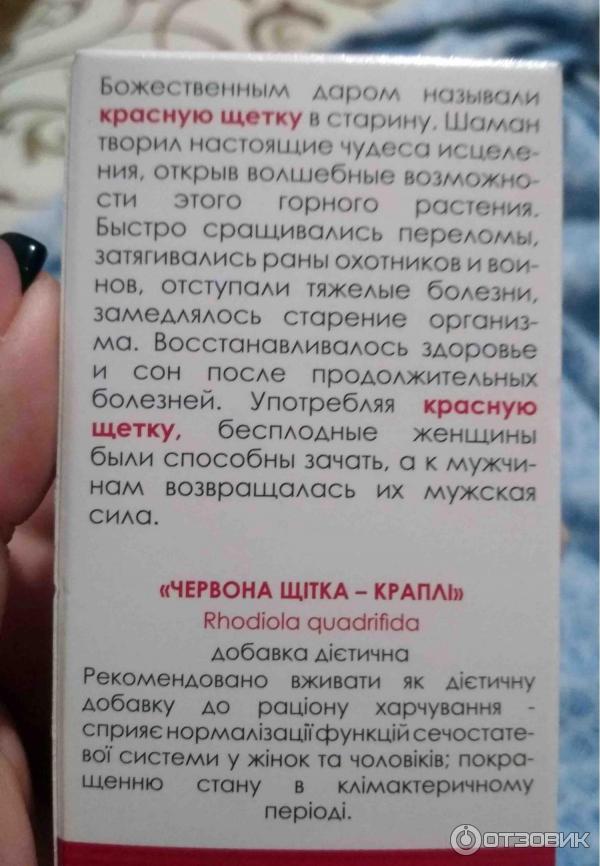 Божественным даром называли
красную щетку в старину. Шаман
творил настоящие чудеса исцеле-
ния, открыв волшебные возможно-
сти этого горного растения.
Быстро сращивались переломы,
затягивались раны охотников и вои-
нов, отступали тяжелые болезни,
замедлялось старение организ-
ма. Восстанавливалось здоровье
и сон после продолжительных
болезней. Употребляя красную
щетку, бесплодные женщины
были способны зачать, а к мужчи-
нам возвращалась их мужская
сила.
«ЧЕРВОНА ЩІТКА – КРАПЛІ»
Rhodiola quadrifida
добавка дієтична
Рекомендовано вживати як дієтичну
добавку до раціону харчування -
сприяє нормалізації функцій сечостате-
вої системи у жінок та чоловіків; покра-
щенню стану в клімактеричному
періоді.
ОТЗОВИК